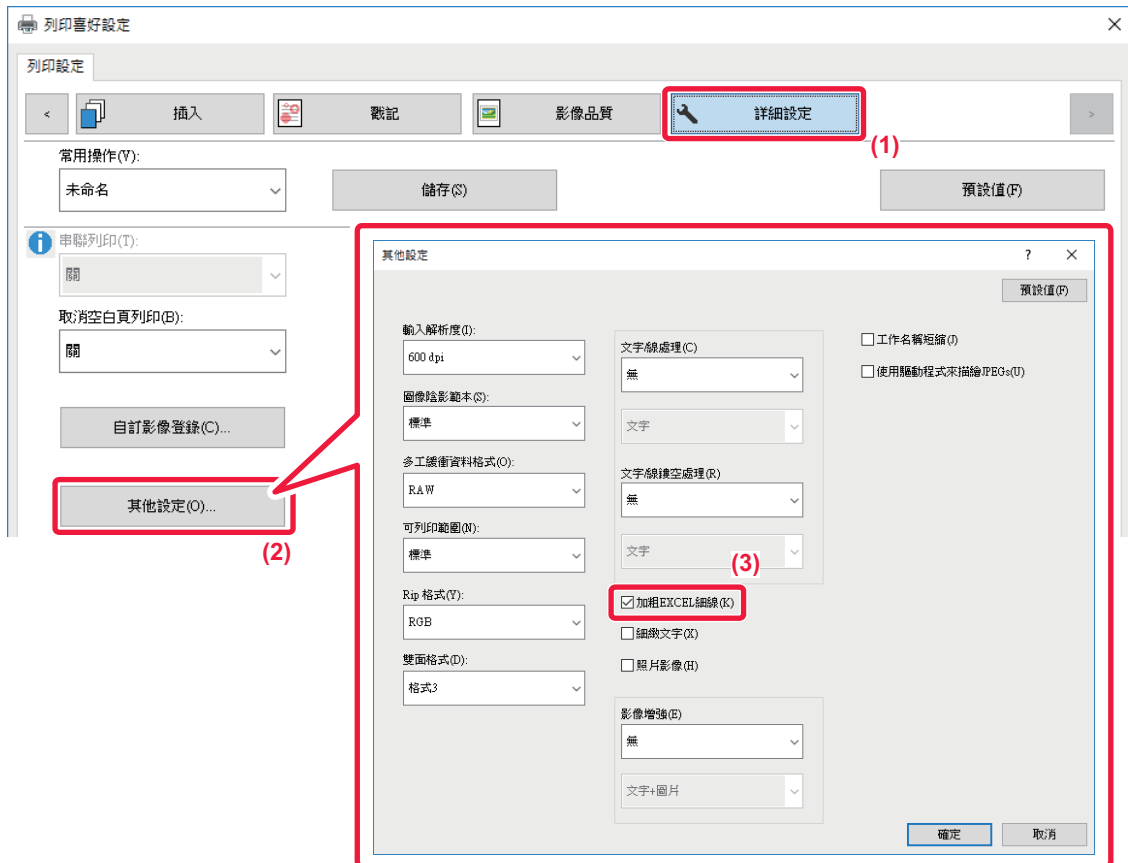 列印喜好設定
列印設定
<
插入
戳記
影像品質
詳細設定
>
(1)
常用操作(V):
未命名
儲存(S)
預設值(F)
串聯列印(T):
關
取消空白頁列印(B):
關
自訂影像登錄(C)...
其他設定(O)...
(2)
其他設定
?
預設值(F)
輸入解析度(I):
600 dpi
圖像陰影範本(S):
標準
多工緩衝資料格式(O):
RAW
可列印範圍(N):
標準
Rip 格式(Y):
RGB
雙面格式(D):
格式3
文字/線處理(C)
無
文字
文字/線鏤空處理(R)
無
文字
(3)
加粗EXCEL細線(K)
細緻文字(X)
照片影像(H)
影像增強(E)
無
文字+圖片
工作名稱短縮(J)
使用驅動程式來描繪JPEGs(U)
確定
取消